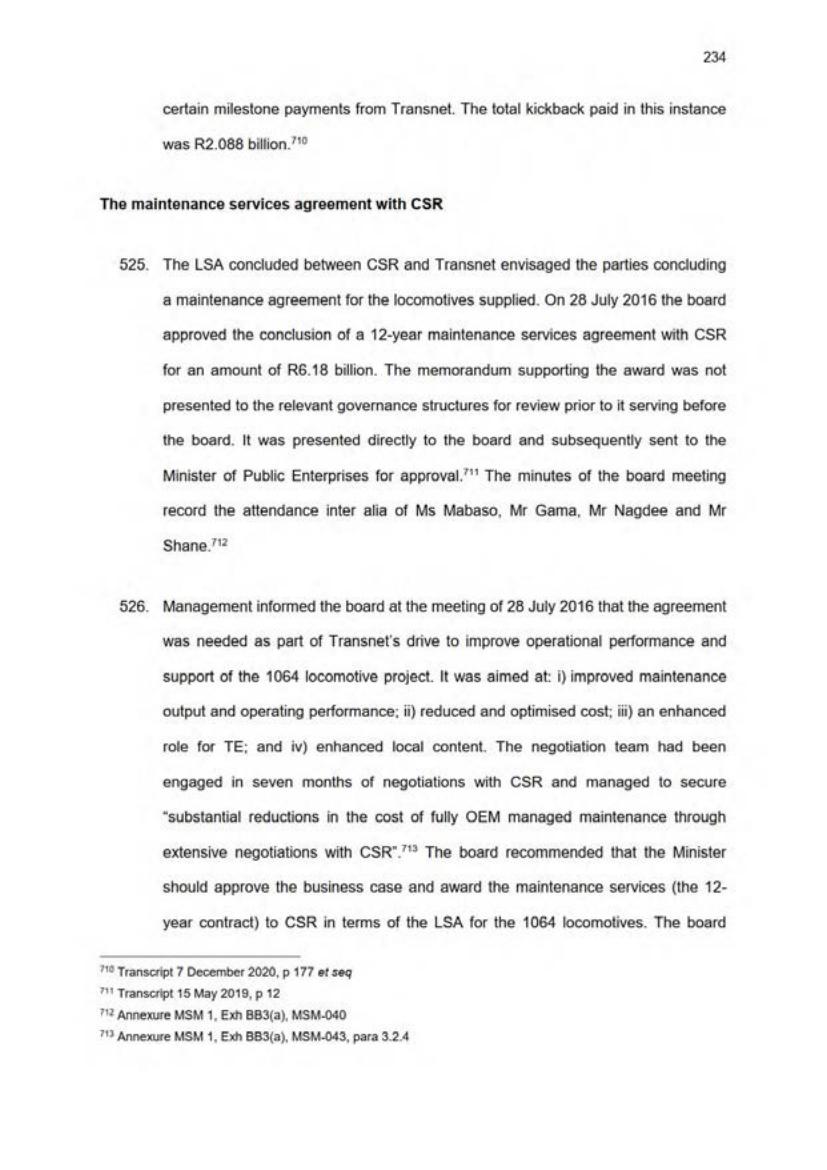 234
certain milestone payments from Transnet. The total kickback paid in this instance
was R2.088 billion.710
The maintenance services agreement with CSR
525. The LSA concluded between CSR and Transnet envisaged the parties concluding
a maintenance agreement for the locomotives supplied. On 28 July 2016 the board
approved the conclusion of a 12-year maintenance services agreement with CSR
for an amount of R6.18 billion. The memorandum supporting the award was not
presented to the relevant governance structures for review prior to it serving before
the board. It was presented directly to the board and subsequently sent to the
Minister of Public Enterprises for approval.711 The minutes of the board meeting
record the attendance inter alia of Ms Mabaso, Mr Gama, Mr Nagdee and Mr
Shane.712
526. Management informed the board at the meeting of 28 July 2016 that the agreement
was needed as part of Transnet's drive to improve operational performance and
support of the 1064 locomotive project. It was aimed at: i) improved maintenance
output and operating performance; ii) reduced and optimised cost; iii) an enhanced
role for TE; and iv) enhanced local content. The negotiation team had been
engaged in seven months of negotiations with CSR and managed to secure
"substantial reductions in the cost of fully OEM managed maintenance through
extensive negotiations with CSR".713 The board recommended that the Minister
should approve the business case and award the maintenance services (the 12-
year contract) to CSR in terms of the LSA for the 1064 locomotives. The board
710 Transcript 7 December 2020, p 177 et seq
711 Transcript 15 May 2019, p 12
712 Annexure MSM 1, Exh BB3(a), MSM-040
713 Annexure MSM 1, Exh BB3(a), MSM-043, para 3.2.4